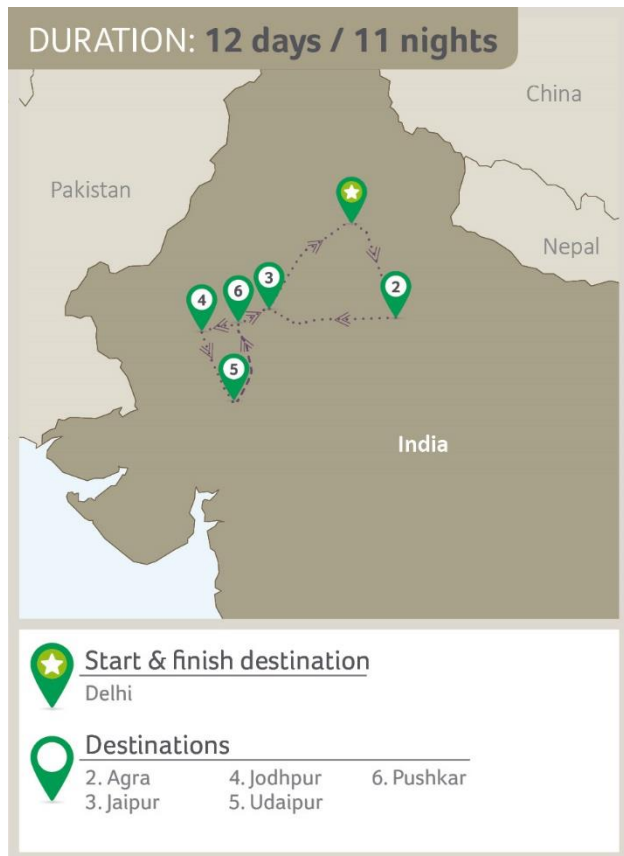 DURATION: 12 days / 11 nights
China
Pakistan
Nepal
3
6
4
2
5
India
Start & finish destination
Delhi
Destinations
2. Agra 4. Jodhpur 6. Pushkar
3. Jaipur 5. Udaipur